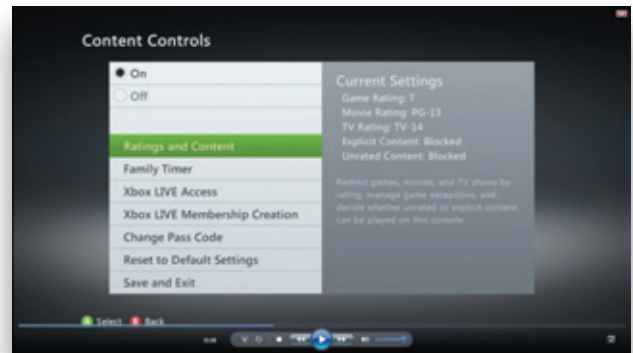 Content Controls
On
Off
Ratings and Content
Family Timer
Xbox LIVE Access
Xbox LIVE Membership Creation
Change Pass Code
Reset to Default Settings
Save and Exit
Current Settings
Game Rating: T
Movie Rating: PG-13
TV Rating: TV-14
Explicit Content: Blocked
Unrated Content: Blocked
Restrict games, movies, and TV shows by
rating, manage game exceptions, and
decide whether unrated or explicit content
can be played on this console.
A Select B Back